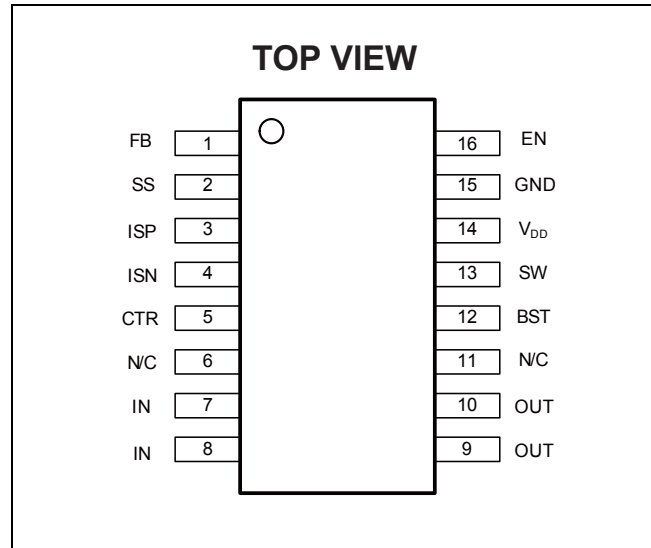 TOP VIEW
FB 1 16 EN
SS 2 15 GND
ISP 3 14 VDD
ISN 4 13 SW
CTR 5 12 BST
N/C 6 11 N/C
IN 7 10 OUT
IN 8 9 OUT